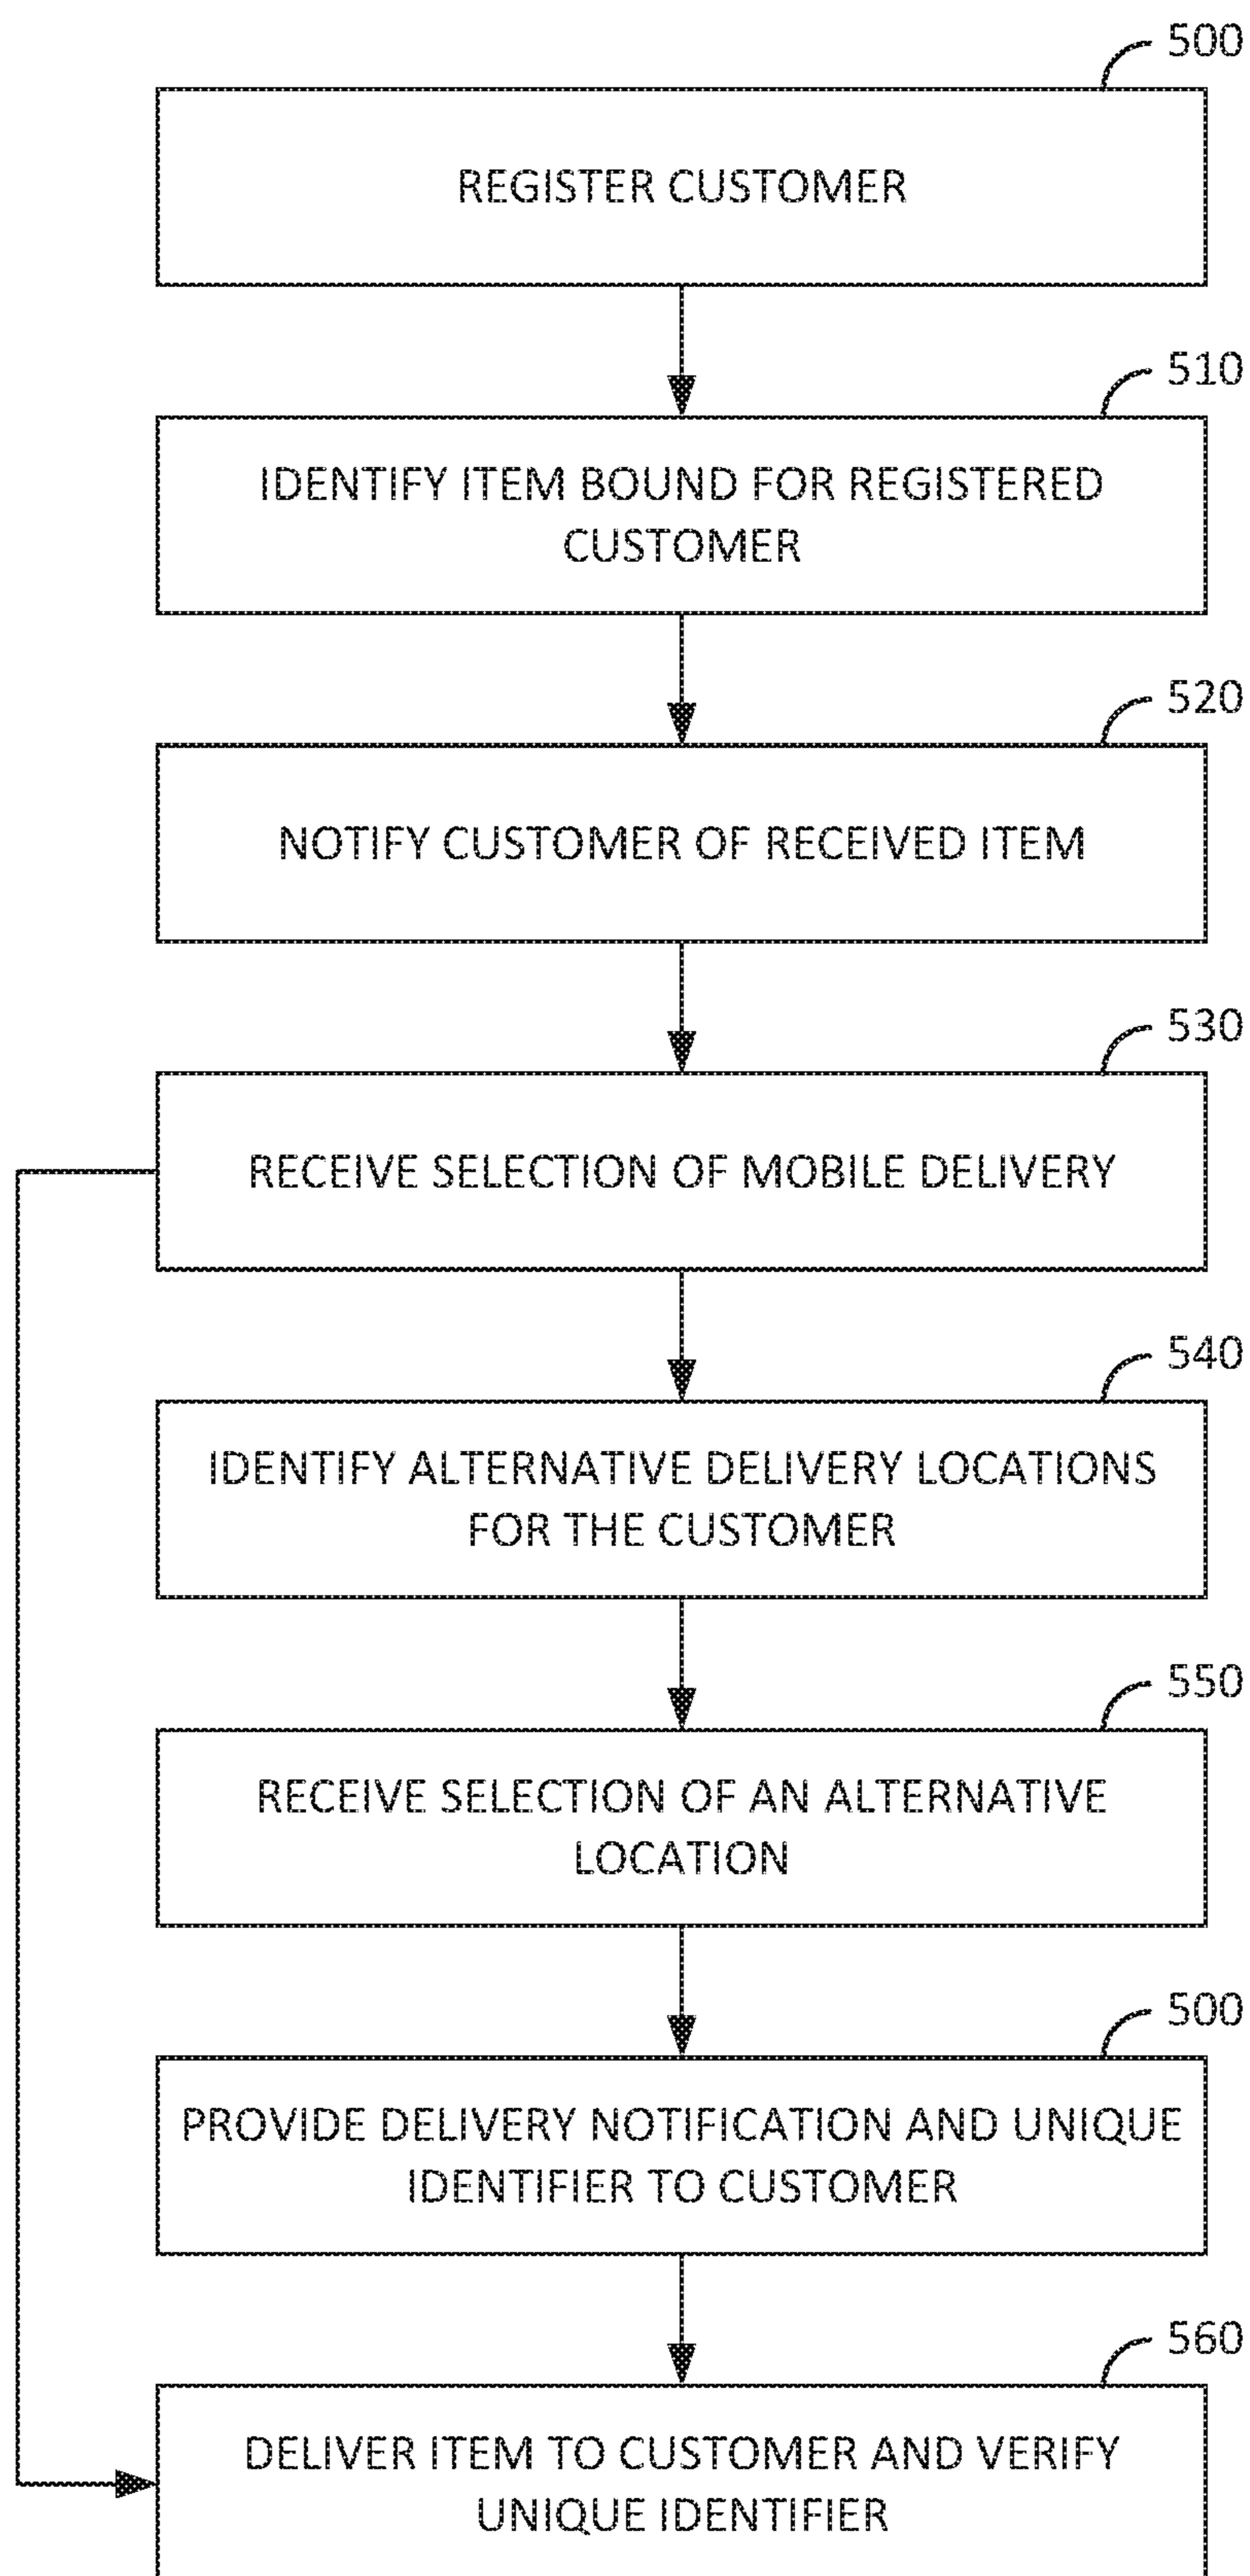 500
REGISTER CUSTOMER
510
IDENTIFY ITEM BOUND FOR REGISTERED
CUSTOMER
520
NOTIFY CUSTOMER OF RECEIVED ITEM
530
RECEIVE SELECTION OF MOBILE DELIVERY
540
IDENTIFY ALTERNATIVE DELIVERY LOCATIONS
FOR THE CUSTOMER
550
RECEIVE SELECTION OF AN ALTERNATIVE
LOCATION
500
PROVIDE DELIVERY NOTIFICATION AND UNIQUE
IDENTIFIER TO CUSTOMER
560
DELIVER ITEM TO CUSTOMER AND VERIFY
UNIQUE IDENTIFIER